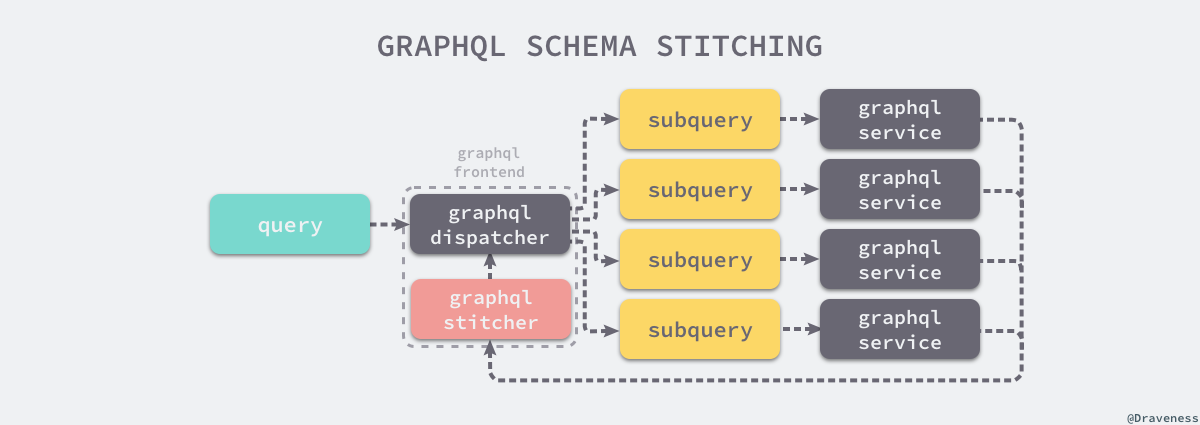 GRAPHQL SCHEMA STITCHING
graphql
frontend
query
graphql
dispatcher
graphql
stitcher
subquery
graphql
service
subquery
graphql
service
subquery
graphql
service
subquery
graphql
service
@Draveness